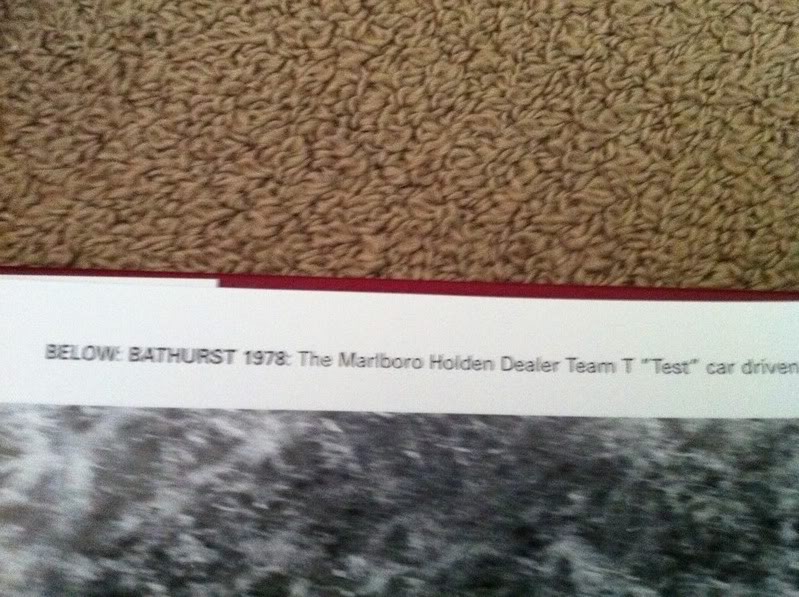 BELOW: BATHURST 1978: The Marlboro Holden Dealer Team T "Test" car driven